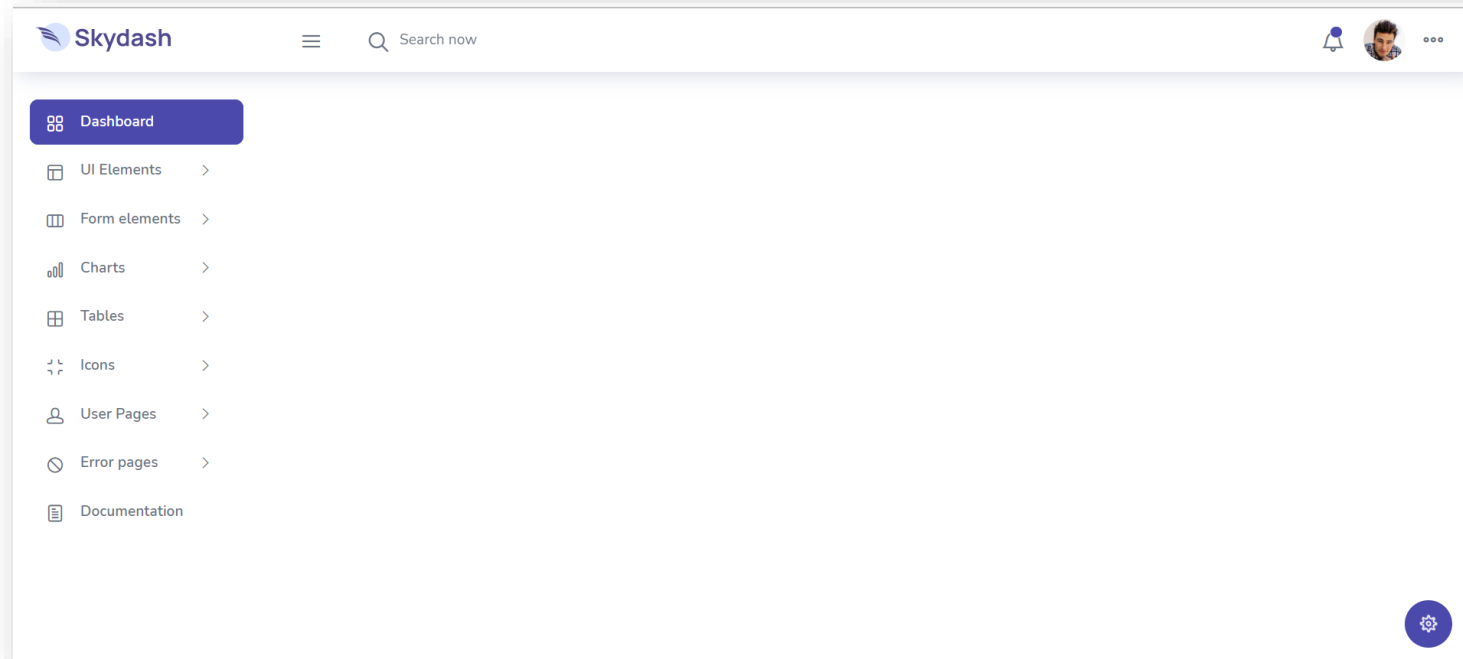 Skydash
Search now
Dashboard
UI Elements
Form elements
Charts
Tables
Icons
User Pages
Error pages
Documentation